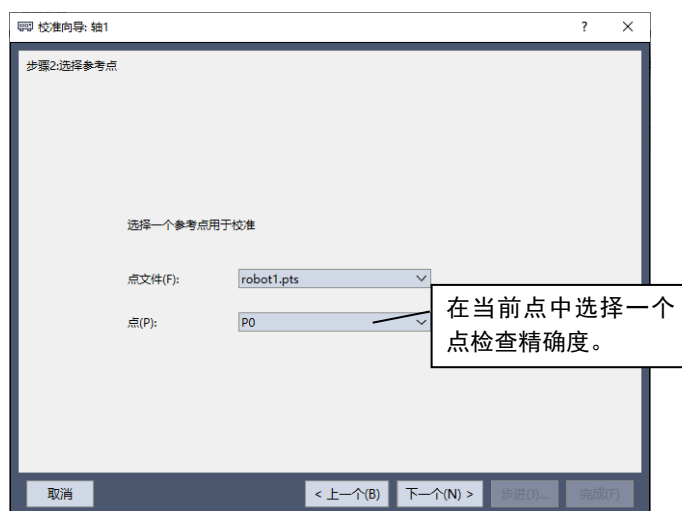 校准向导: 轴1
? ×
步骤2:选择参考点
选择一个参考点用于校准
点文件(F): robot1.pts
点(P): P0
在当前点中选择一个
点检查精确度。
取消 < 上一个(B) 下一个(N) > 步进(J)... 完成(F)